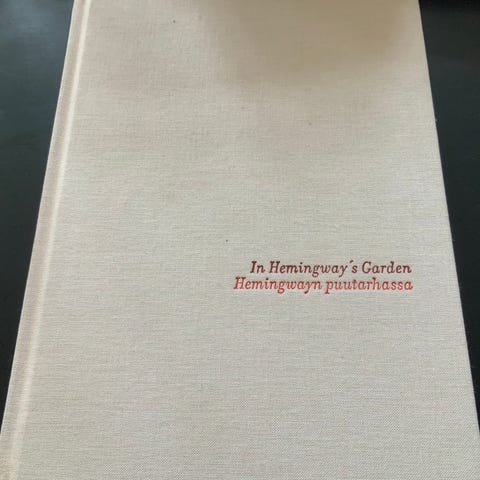 In Hemingway´s Garden
Hemingwayn puutarhassa